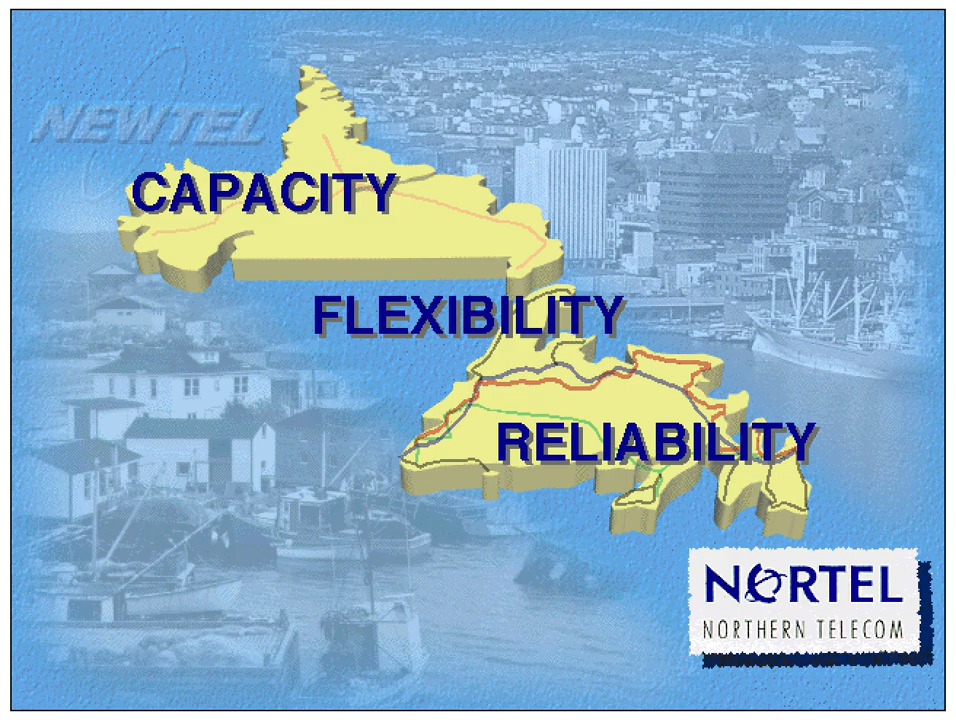 NEWTEL
CAPACITY
FLEXIBILITY
RELIABILITY
NORTEL
NORTHERN TELECOM